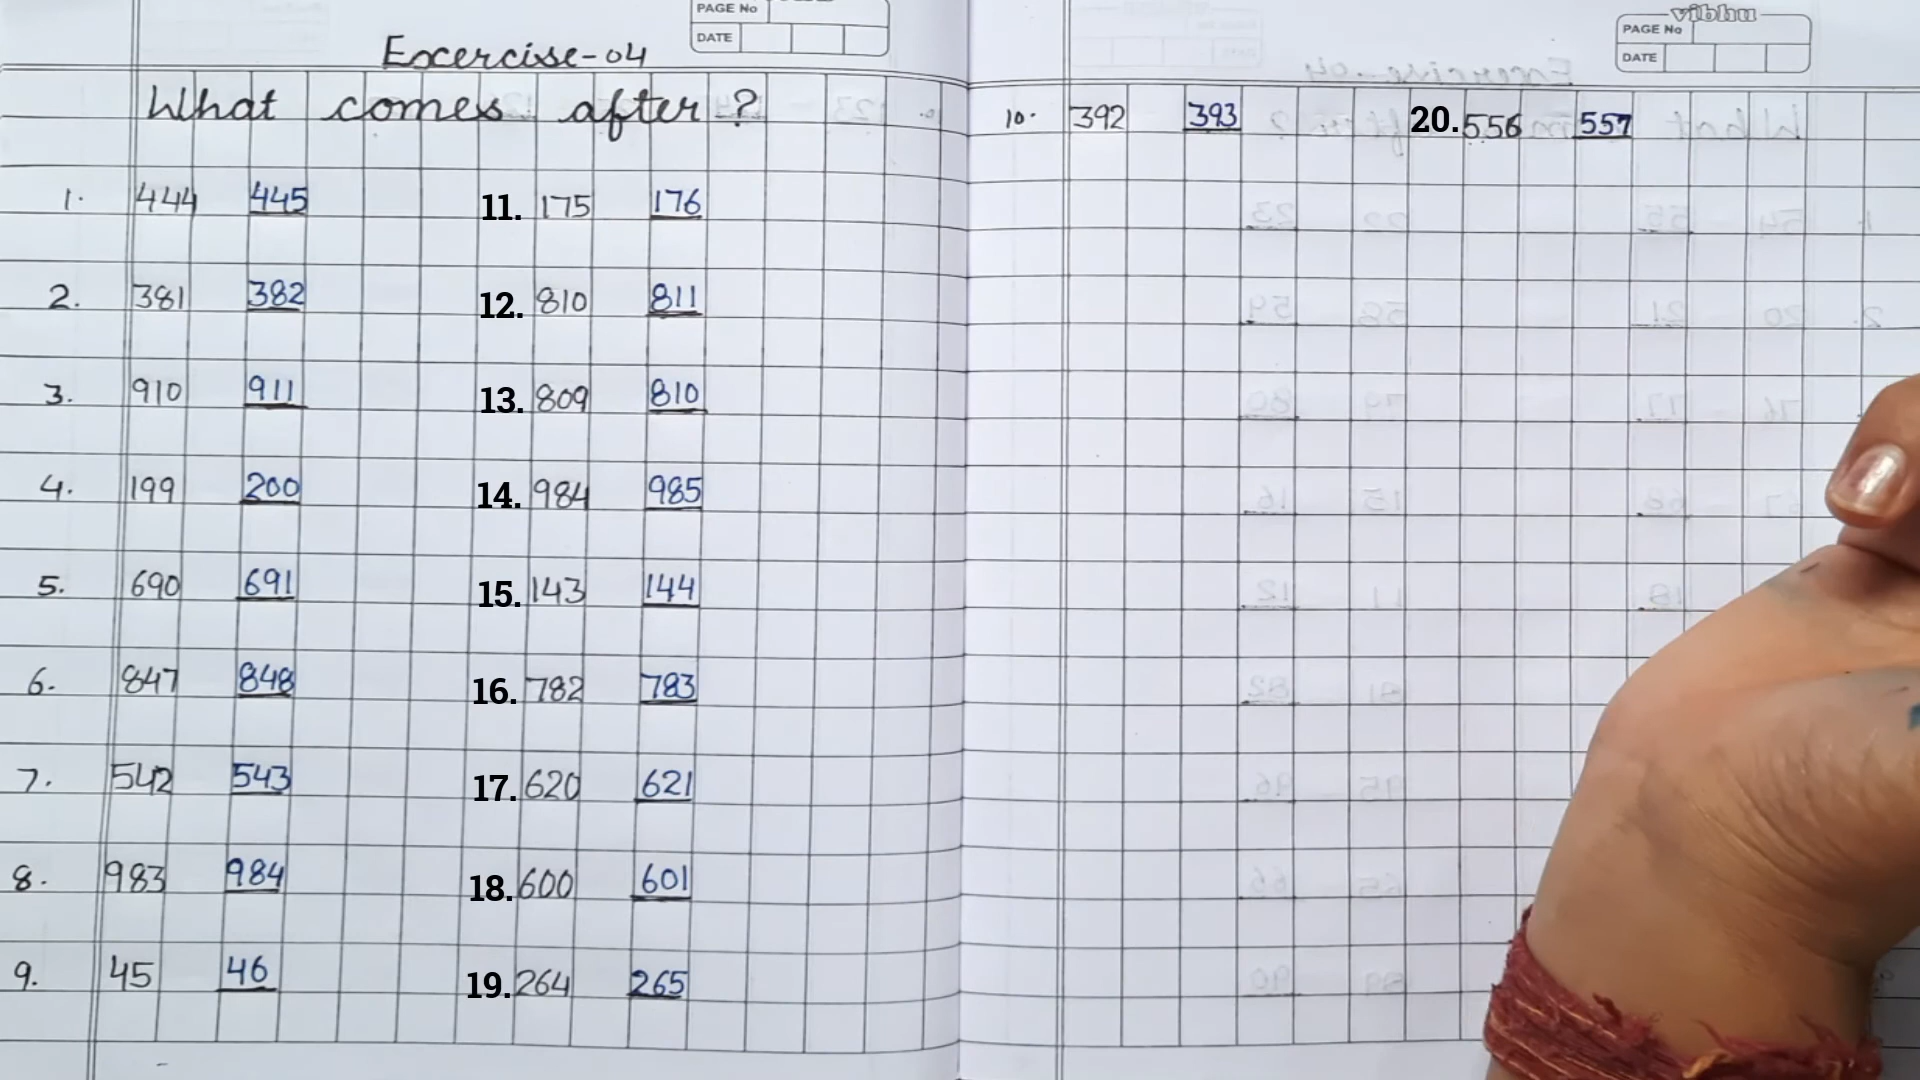 PAGE No
DATE
Excercise-04
What comes after ?
1. 444 445
2. 381 382
3. 910 911
4. 199 200
5. 690 691
6. 847 848
7. 542 543
8. 983 984
9. 45 46
11. 175 176
12. 810 811
13. 809 810
14. 984 985
15. 143 144
16. 782 783
17. 620 621
18. 600 601
19. 264 265
vibhu
PAGE No
DATE
10. 392 393
20. 556 557